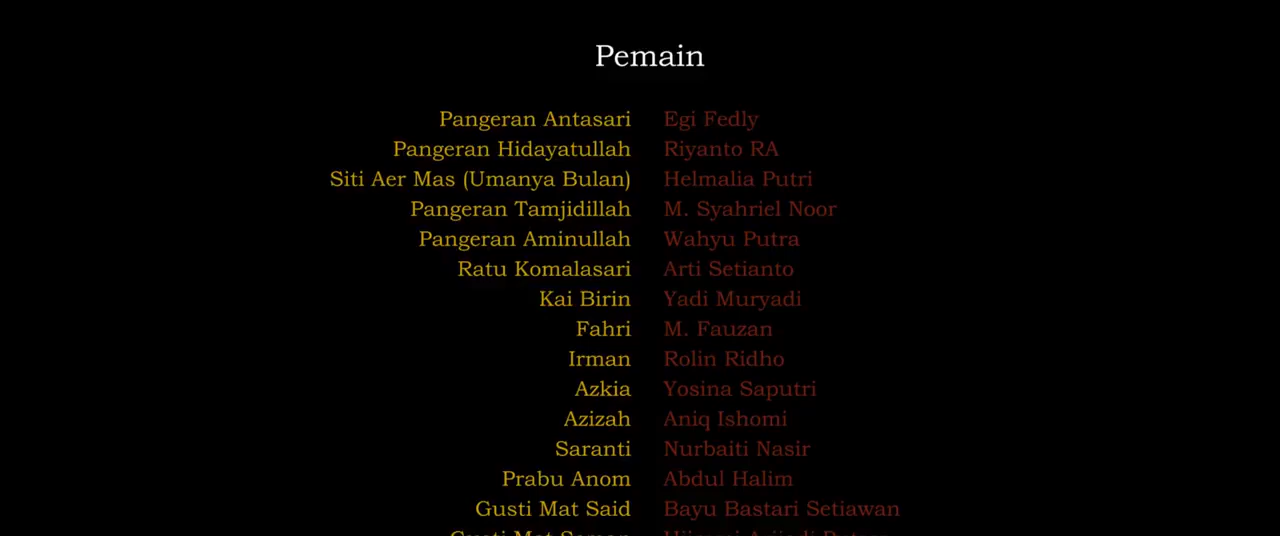 Pemain
Pangeran Antasari Egi Fedly
Pangeran Hidayatullah Riyanto RA
Siti Aer Mas (Umanya Bulan) Helmalia Putri
Pangeran Tamjidillah M. Syahriel Noor
Pangeran Aminullah Wahyu Putra
Ratu Komalasari Arti Setianto
Kai Birin Yadi Muryadi
Fahri M. Fauzan
Irman Rolin Ridho
Azkia Yosina Saputri
Azizah Aniq Ishomi
Saranti Nurbaiti Nasir
Prabu Anom Abdul Halim
Gusti Mat Said Bayu Bastari Setiawan